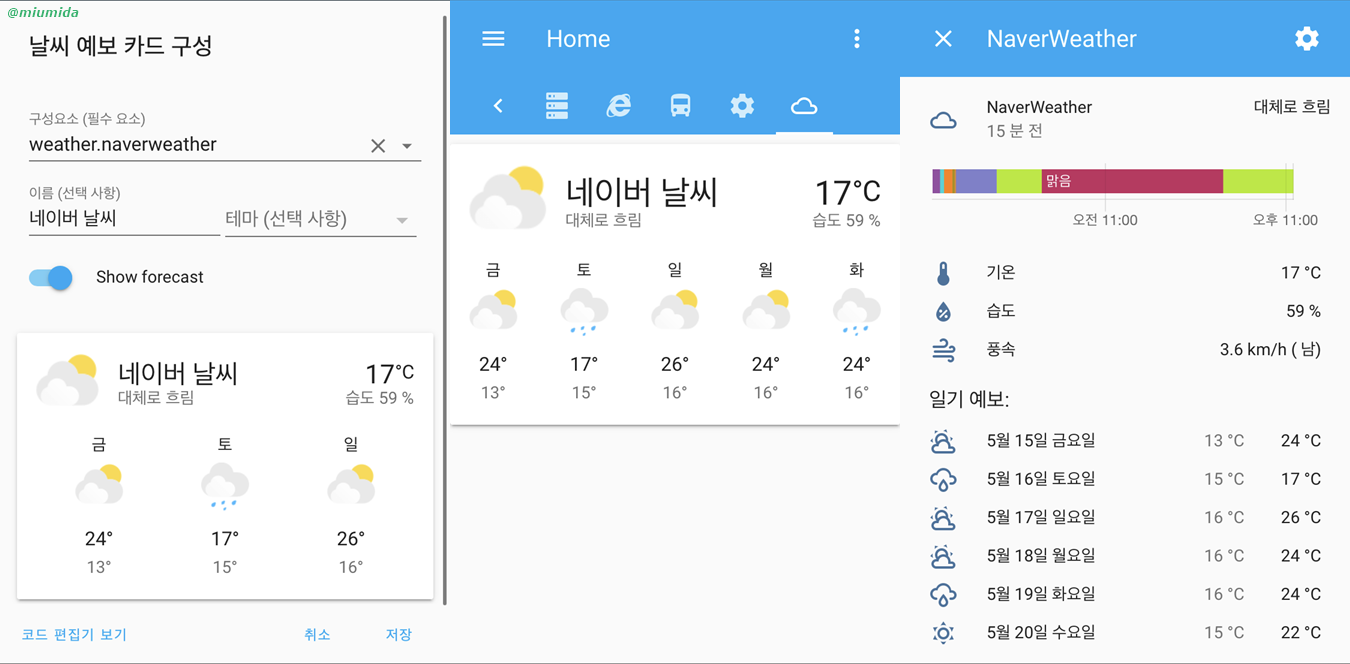 @miumida
날씨 예보 카드 구성
구성요소 (필수 요소)
weather.naverweather
이름 (선택 사항)
네이버 날씨
테마 (선택 사항)
Show forecast
네이버 날씨
17°C
대체로 흐림
습도 59 %
금 토 일
24° 17° 26°
13° 15° 16°
코드 편집기 보기
취소
저장
Home
네이버 날씨
17°C
대체로 흐림
습도 59 %
금 토 일 월 화
24° 17° 26° 24° 24°
13° 15° 16° 16° 16°
NaverWeather
NaverWeather
대체로 흐림
15 분 전
맑음
오전 11:00
오후 11:00
기온 17 °C
습도 59 %
풍속 3.6 km/h ( 남)
일기 예보:
5월 15일 금요일 13 °C 24 °C
5월 16일 토요일 15 °C 17 °C
5월 17일 일요일 16 °C 26 °C
5월 18일 월요일 16 °C 24 °C
5월 19일 화요일 16 °C 24 °C
5월 20일 수요일 15 °C 22 °C